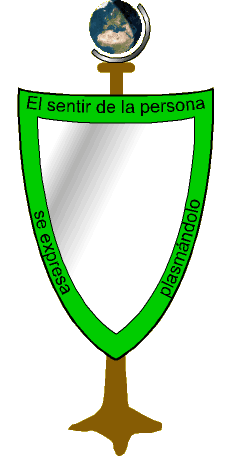 El sentir de la persona
se expresa
plasmándolo